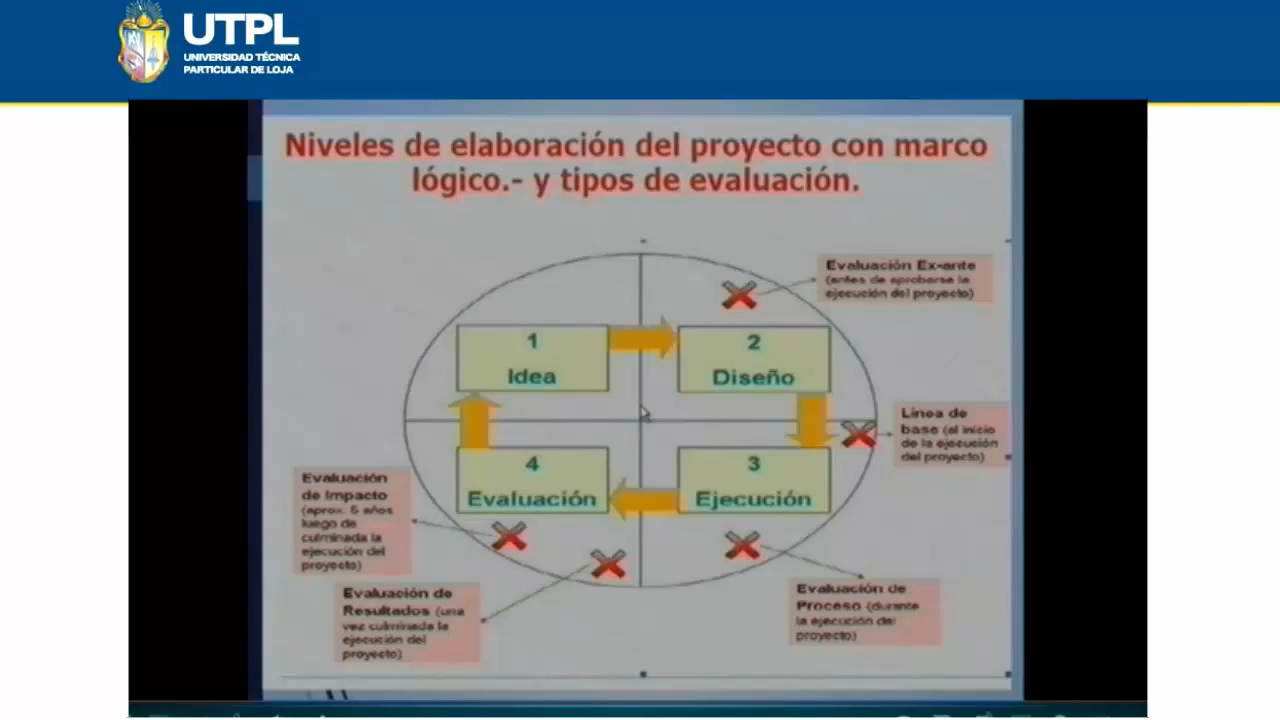 UTPL
UNIVERSIDAD TÉCNICA
PARTICULAR DE LOJA
Niveles de elaboración del proyecto con marco
lógico.- y tipos de evaluación.
Evaluación Ex-ante
(antes de aprobarse la
ejecución del proyecto)
1
Idea
2
Diseño
Línea de
base (al inicio
de la ejecución
del proyecto)
4
Evaluación
3
Ejecución
Evaluación
de Impacto
(aprox. 5 años
luego de
culminada la
ejecución del
proyecto)
Evaluación de
Resultados (una
vez culminada la
ejecución del
proyecto)
Evaluación de
Proceso (durante
la ejecución del
proyecto)